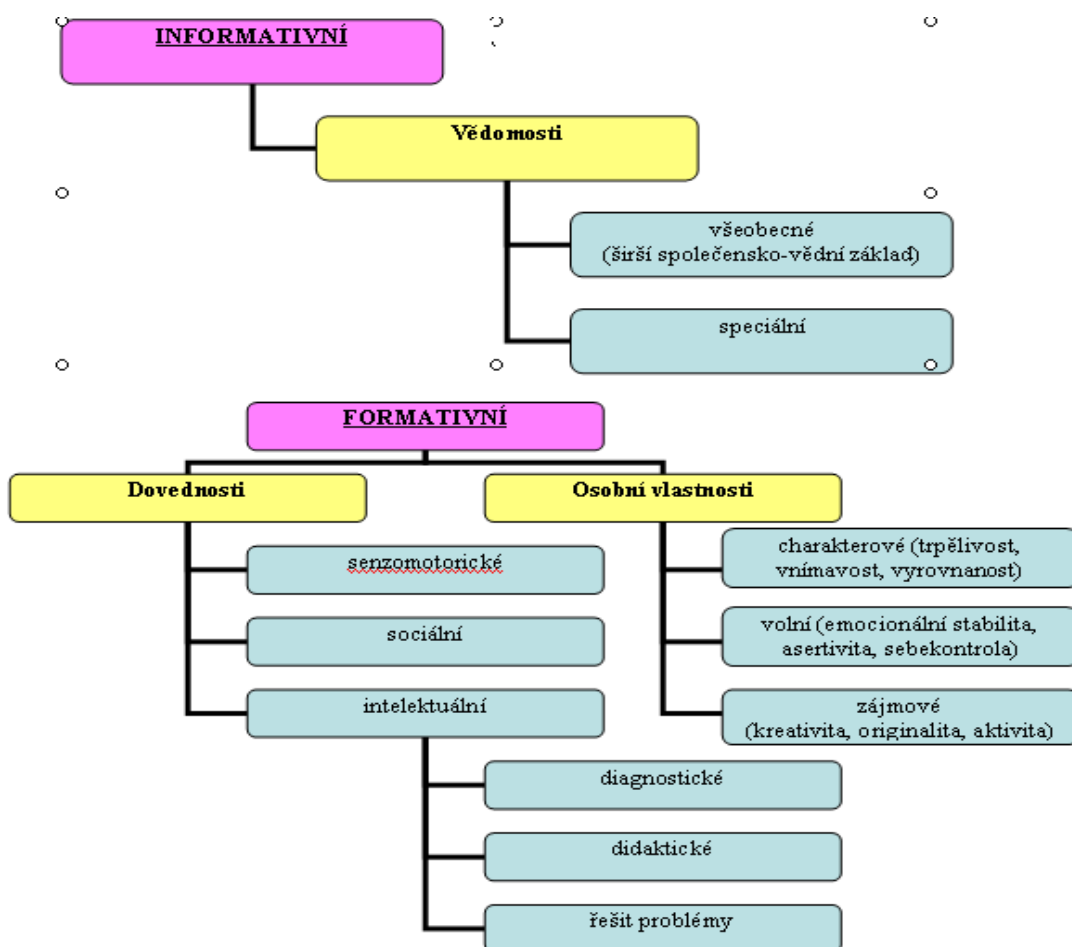 INFORMATIVNÍ
Vědomosti
všeobecné
(širší společensko-vědní základ)
speciální
FORMATIVNÍ
Dovednosti
Osobní vlastnosti
senzomotorické
charakterové (trpělivost,
vnímavost, vyrovnanost)
sociální
volní (emocionální stabilita,
asertivita, sebekontrola)
intelektuální
zájmové
(kreativita, originalita, aktivita)
diagnostické
didaktické
řešit problémy